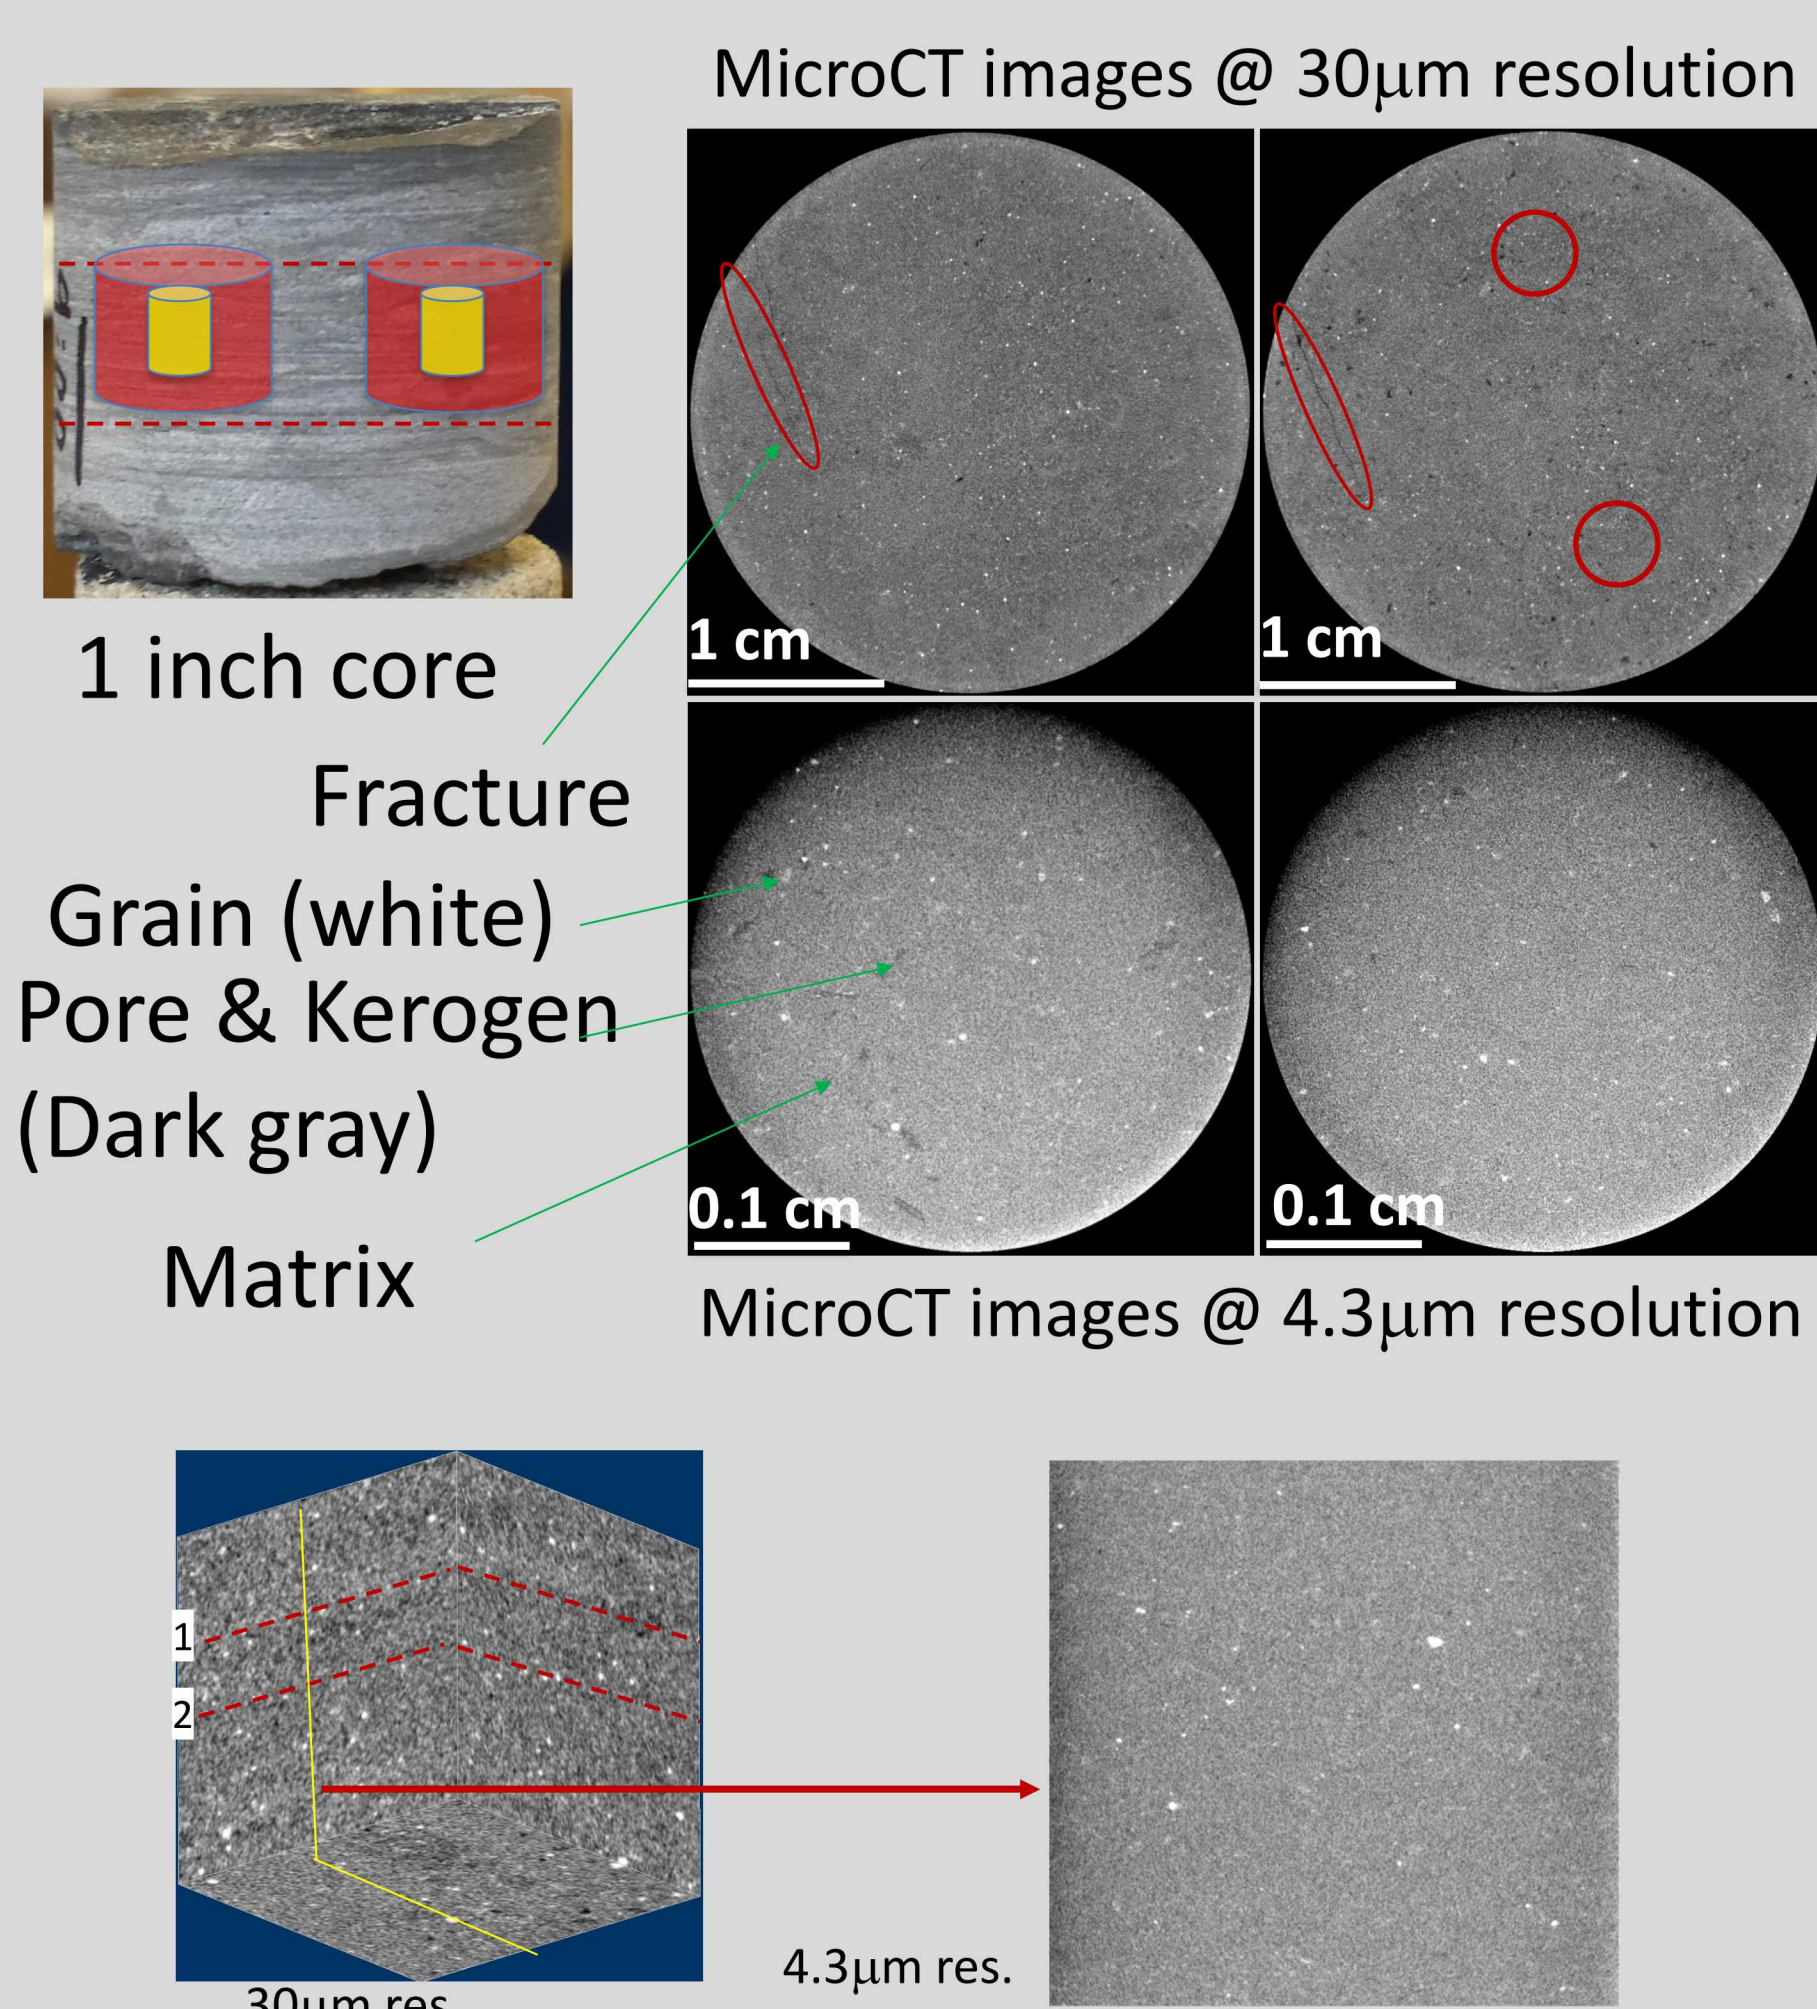 MicroCT images @ 30μm resolution
1 cm
1 cm
1 inch core
Fracture
Grain (white)
Pore & Kerogen
(Dark gray)
Matrix
0.1 cm
0.1 cm
MicroCT images @ 4.3μm resolution
1
2
4.3μm res.
30μm res.